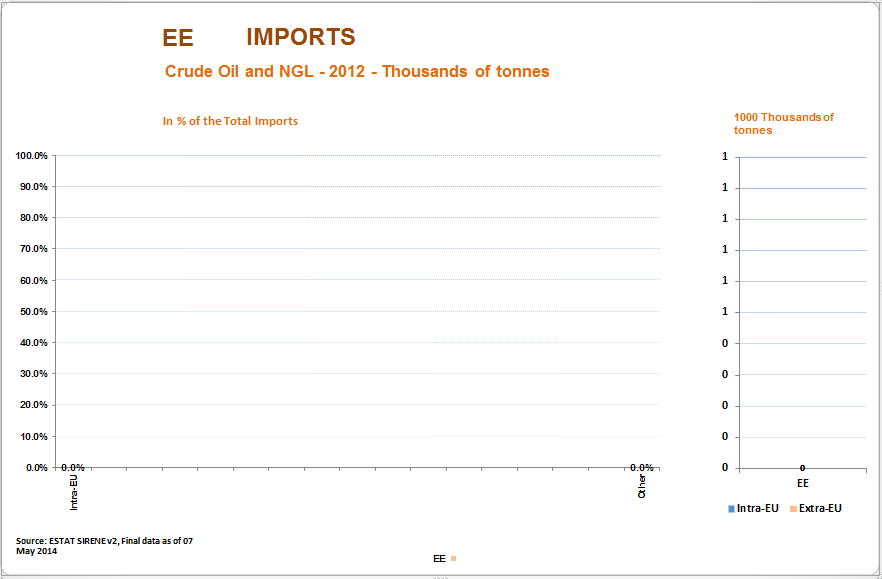 EE IMPORTS
Crude Oil and NGL - 2012 - Thousands of tonnes
In % of the Total Imports
1000 Thousands of
tonnes
100.0%
90.0%
80.0%
70.0%
60.0%
50.0%
40.0%
30.0%
20.0%
10.0%
0.0%
0.0%
0.0%
Intra-EU
Other
1
1
1
1
1
1
0
0
0
0
0
0
EE
Intra-EU Extra-EU
Source: ESTAT SIRENE v2, Final data as of 07
May 2014
EE